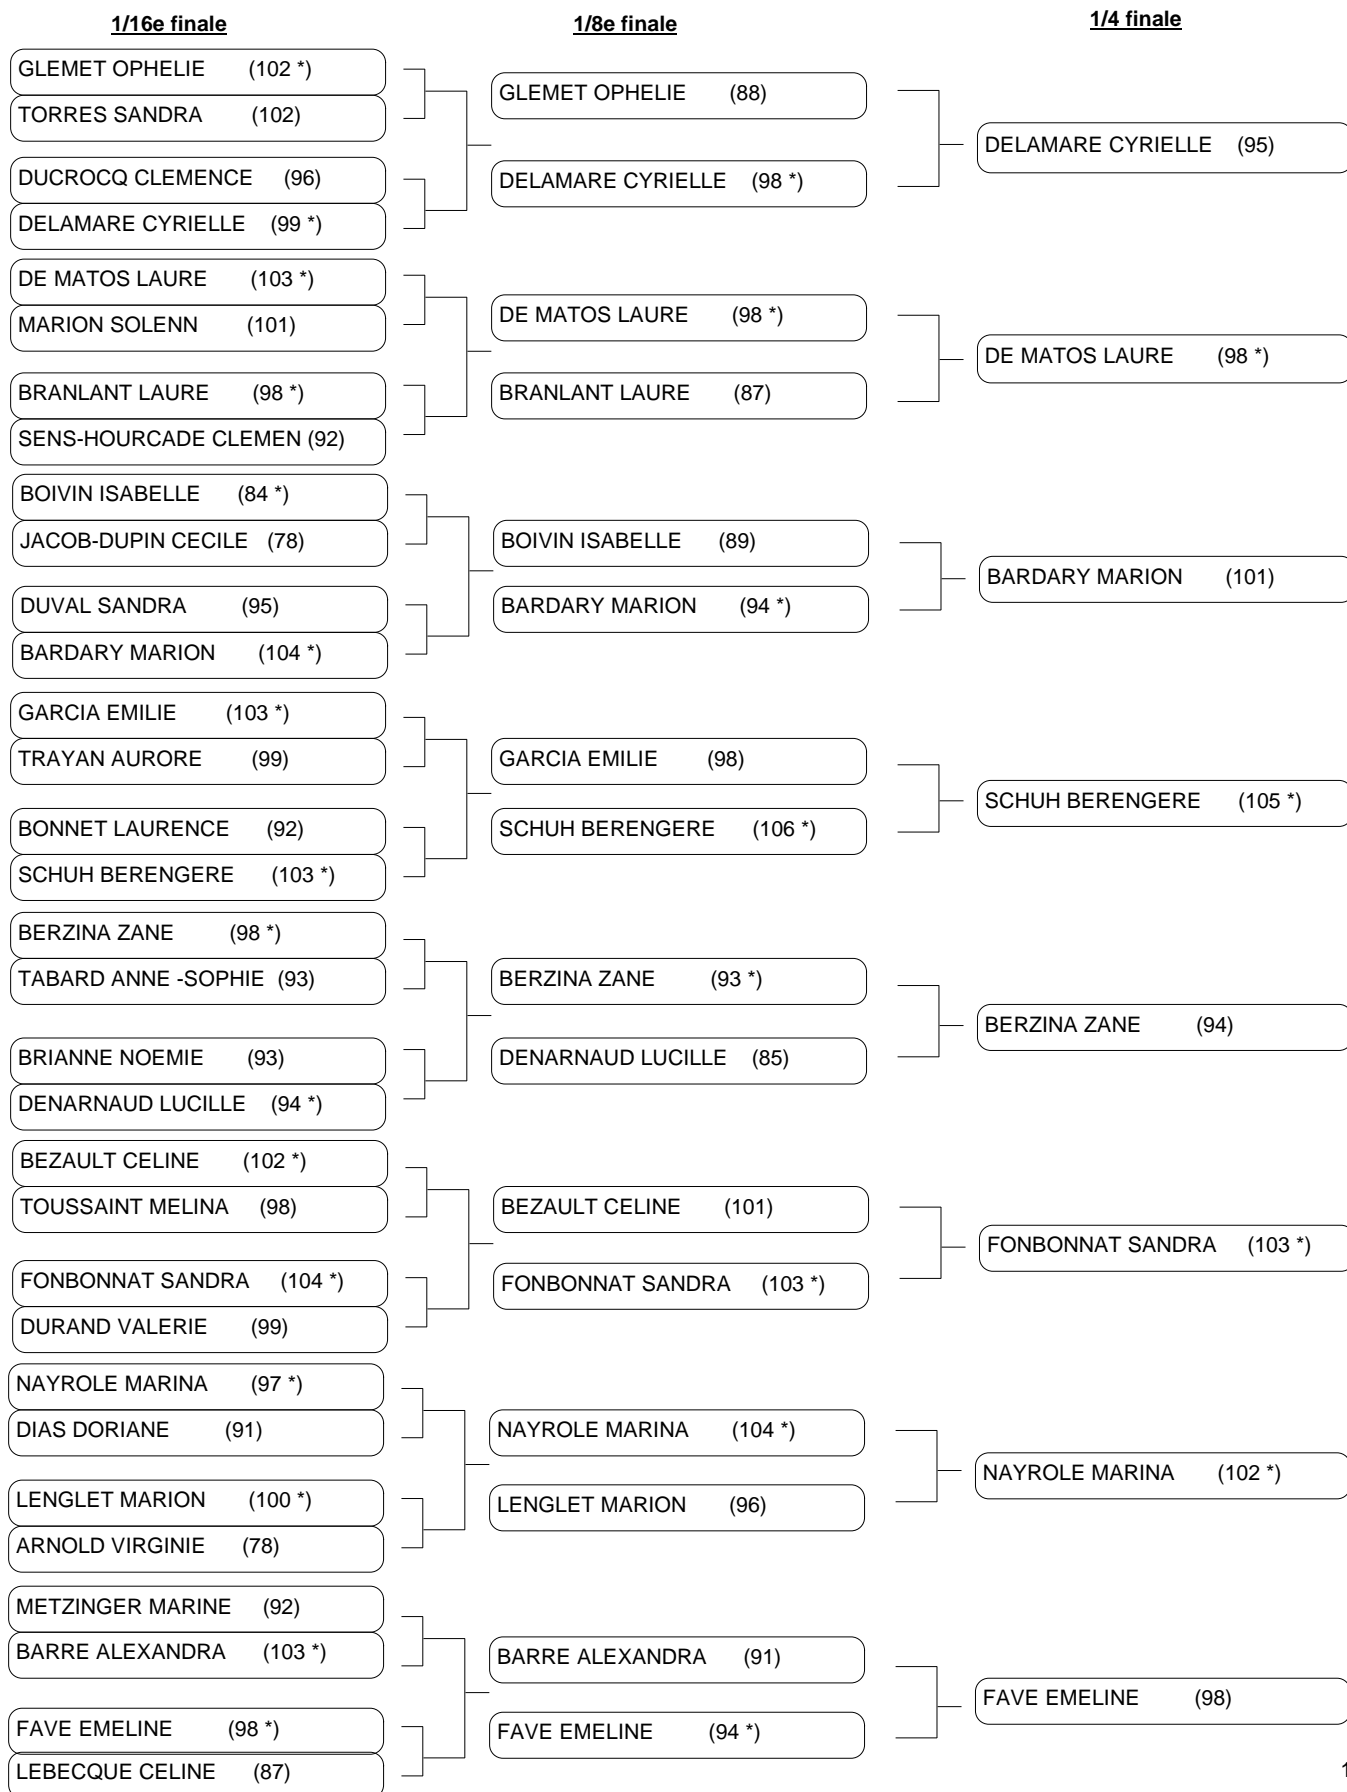 1/16e finale
1/8e finale
1/4 finale
GLEMET OPHELIE (102 *)
TORRES SANDRA (102)
DUCROCQ CLEMENCE (96)
DELAMARE CYRIELLE (99 *)
DE MATOS LAURE (103 *)
MARION SOLENN (101)
BRANLANT LAURE (98 *)
SENS-HOURCADE CLEMEN (92)
BOIVIN ISABELLE (84 *)
JACOB-DUPIN CECILE (78)
DUVAL SANDRA (95)
BARDARY MARION (104 *)
GARCIA EMILIE (103 *)
TRAYAN AURORE (99)
BONNET LAURENCE (92)
SCHUH BERENGERE (103 *)
BERZINA ZANE (98 *)
TABARD ANNE -SOPHIE (93)
BRIANNE NOEMIE (93)
DENARNAUD LUCILLE (94 *)
BEZAULT CELINE (102 *)
TOUSSAINT MELINA (98)
FONBONNAT SANDRA (104 *)
DURAND VALERIE (99)
NAYROLE MARINA (97 *)
DIAS DORIANE (91)
LENGLET MARION (100 *)
ARNOLD VIRGINIE (78)
METZINGER MARINE (92)
BARRE ALEXANDRA (103 *)
FAVE EMELINE (98 *)
LEBECQUE CELINE (87)
GLEMET OPHELIE (88)
DELAMARE CYRIELLE (98 *)
DE MATOS LAURE (98 *)
BRANLANT LAURE (87)
BOIVIN ISABELLE (89)
BARDARY MARION (94 *)
GARCIA EMILIE (98)
SCHUH BERENGERE (106 *)
BERZINA ZANE (93 *)
DENARNAUD LUCILLE (85)
BEZAULT CELINE (101)
FONBONNAT SANDRA (103 *)
NAYROLE MARINA (104 *)
LENGLET MARION (96)
BARRE ALEXANDRA (91)
FAVE EMELINE (94 *)
DELAMARE CYRIELLE (95)
DE MATOS LAURE (98 *)
BARDARY MARION (101)
SCHUH BERENGERE (105 *)
BERZINA ZANE (94)
FONBONNAT SANDRA (103 *)
NAYROLE MARINA (102 *)
FAVE EMELINE (98)
1